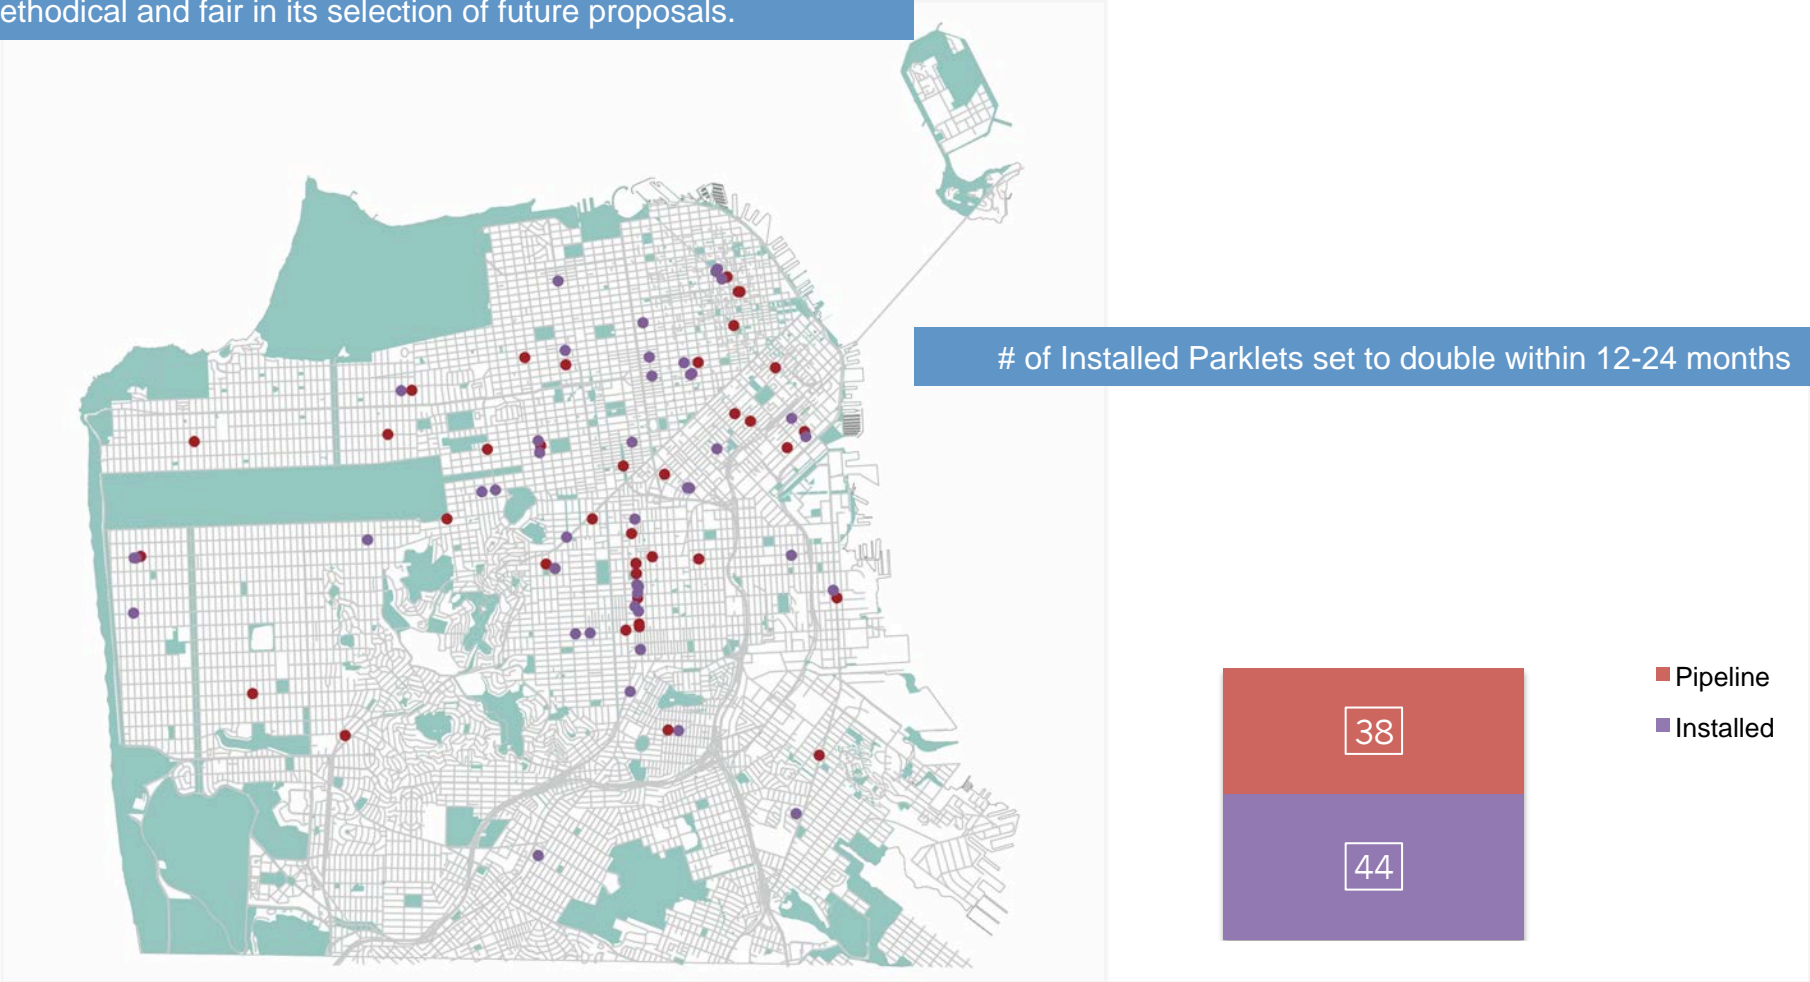 ethodical and fair in its selection of future proposals.
# of Installed Parklets set to double within 12-24 months
Pipeline
Installed
38
44